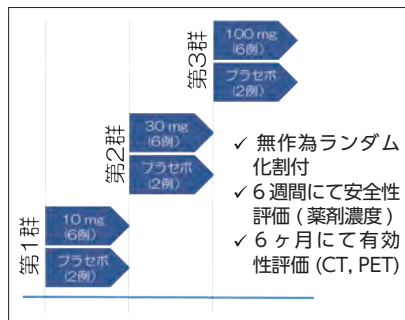 第3群
100 mg
(6例)
プラセボ
(2例)
第2群
30 mg
(6例)
プラセボ
(2例)
第1群
10 mg
(6例)
プラセボ
(2例)
✓ 無作為ランダム
化割付
✓ 6週間にて安全性
評価 (薬剤濃度)
✓ 6ヶ月にて有効
性評価 (CT, PET)